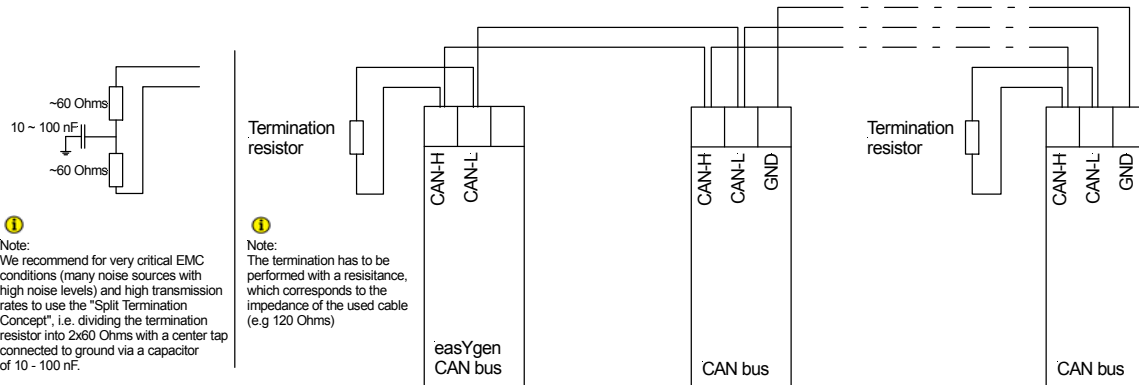 ~60 Ohms
10 ~ 100 nF
~60 Ohms
Note:
We recommend for very critical EMC
conditions (many noise sources with
high noise levels) and high transmission
rates to use the "Split Termination
Concept", i.e. dividing the termination
resistor into 2x60 Ohms with a center tap
connected to ground via a capacitor
of 10 - 100 nF.
Termination
resistor
Note:
The termination has to be
performed with a resisitance,
which corresponds to the
impedance of the used cable
(e.g 120 Ohms)
CAN-H
CAN-L
easYgen
CAN bus
CAN-H
CAN-L
GND
CAN bus
Termination
resistor
CAN-H
CAN-L
GND
CAN bus